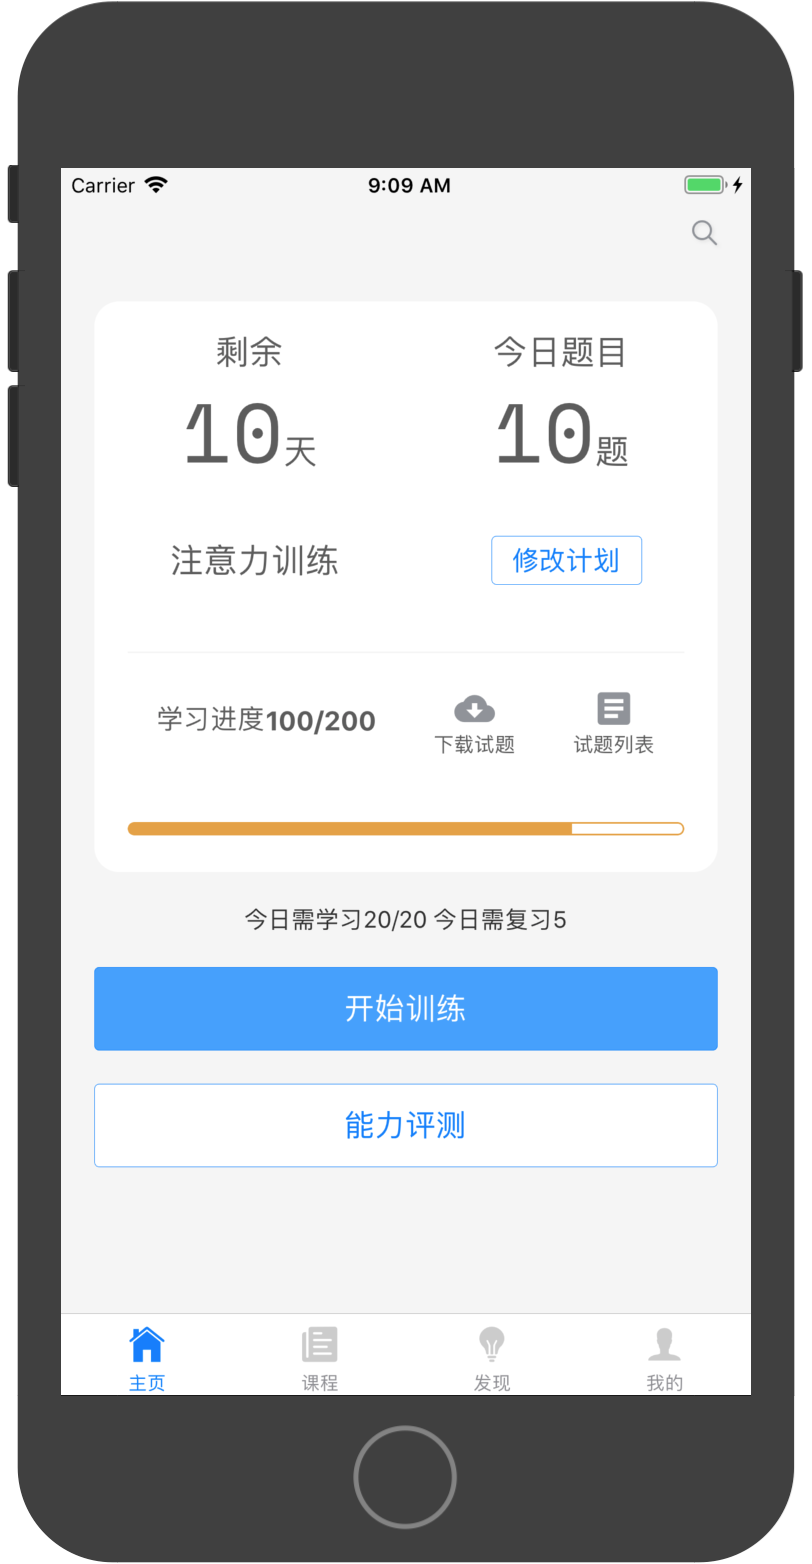 Carrier 9:09 AM
剩余 今日题目
10天 10题
注意力训练 修改计划
学习进度100/200 下载试题 试题列表
今日需学习20/20 今日需复习5
开始训练
能力评测
主页 课程 发现 我的